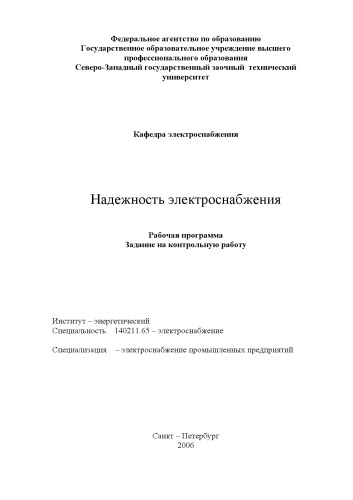 Федеральное агентство по образованию
Государственное образовательное учреждение высшего
профессионального образования
Северо-Западный государственный заочный технический
университет
Кафедра электроснабжения
Надежность электроснабжения
Рабочая программа
Задание на контрольную работу
Институт – энергетический
Специальность 140211.65 – электроснабжение
Специализация – электроснабжение промышленных предприятий
Санкт – Петербург
2006